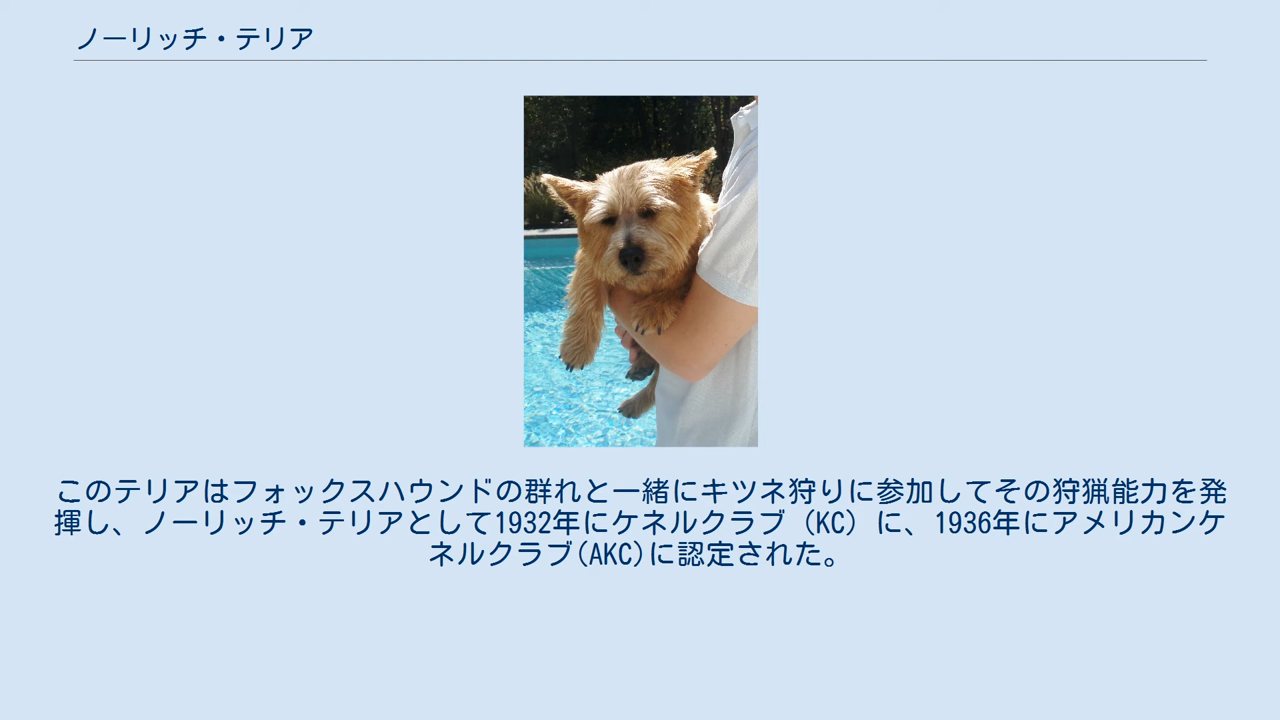 ノーリッチ・テリア
このテリアはフォックスハウンドの群れと一緒にキツネ狩りに参加してその狩猟能力を発
揮し、ノーリッチ・テリアとして1932年にケネルクラブ（KC）に、1936年にアメリカンケ
ネルクラブ(AKC)に認定された。